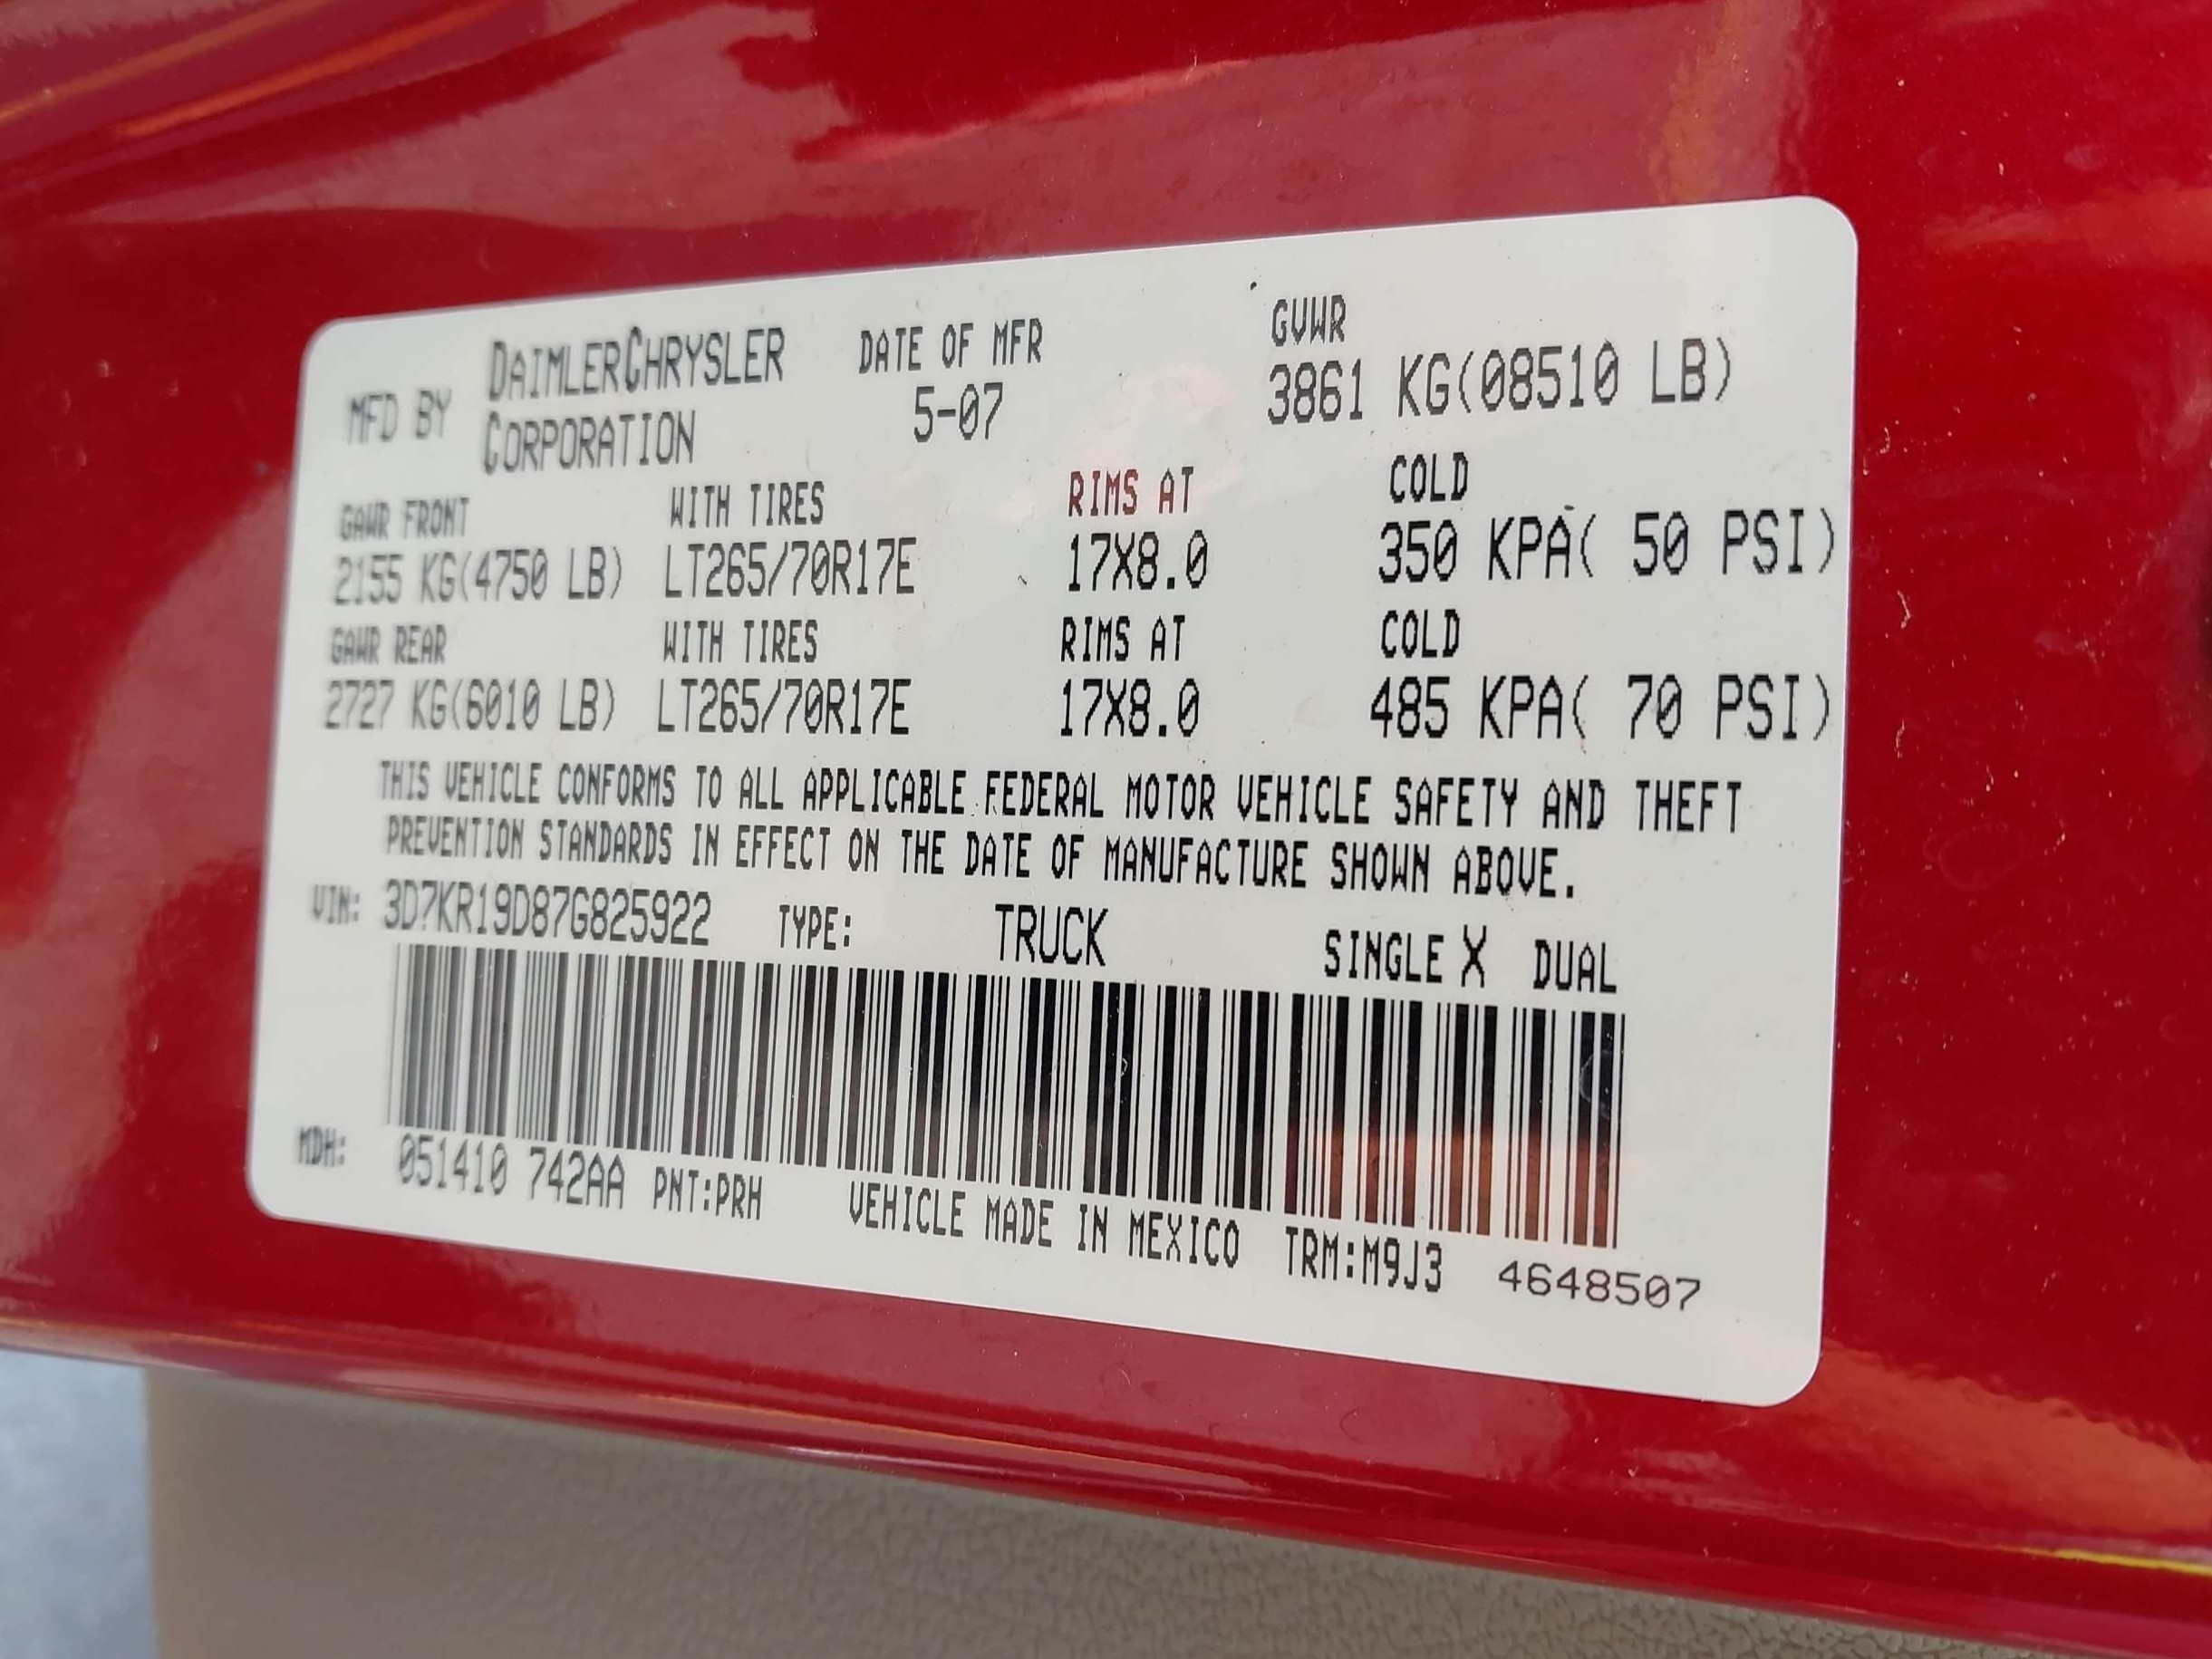 MFD BY DAIMLERCHRYSLER CORPORATION DATE OF MFR 5-07 GVWR 3861 KG(08510 LB)
GAWR FRONT WITH TIRES RIMS AT COLD
2155 KG(4750 LB) LT265/70R17E 17X8.0 350 KPA( 50 PSI)
GAWR REAR WITH TIRES RIMS AT COLD
2727 KG(6010 LB) LT265/70R17E 17X8.0 485 KPA( 70 PSI)
THIS VEHICLE CONFORMS TO ALL APPLICABLE FEDERAL MOTOR VEHICLE SAFETY AND THEFT
PREVENTION STANDARDS IN EFFECT ON THE DATE OF MANUFACTURE SHOWN ABOVE.
VIN: 3D7KR19D87G825922 TYPE: TRUCK SINGLE X DUAL
MDH: 051410 742AA PNT:PRH VEHICLE MADE IN MEXICO TRM:M9J3 4648507